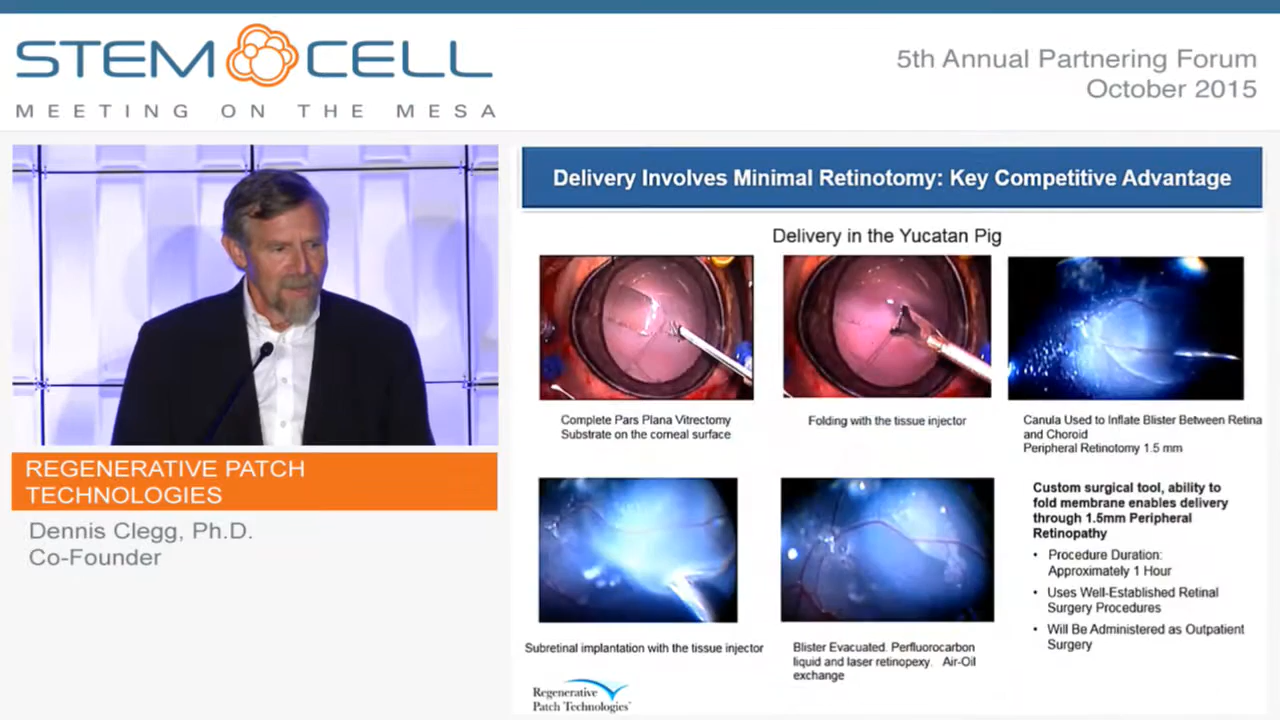 STEM CELL
MEETING ON THE MESA
5th Annual Partnering Forum
October 2015
REGENERATIVE PATCH
TECHNOLOGIES
Dennis Clegg, Ph.D.
Co-Founder
Delivery Involves Minimal Retinotomy: Key Competitive Advantage
Delivery in the Yucatan Pig
Complete Pars Plana Vitrectomy
Substrate on the corneal surface
Folding with the tissue injector
Canula Used to Inflate Blister Between Retina
and Choroid
Peripheral Retinotomy 1.5 mm
Subretinal implantation with the tissue injector
Blister Evacuated. Perfluorocarbon
liquid and laser retinopexy. Air-Oil
exchange
Custom surgical tool, ability to
fold membrane enables delivery
through 1.5mm Peripheral
Retinopathy
• Procedure Duration:
Approximately 1 Hour
• Uses Well-Established Retinal
Surgery Procedures
• Will Be Administered as Outpatient
Surgery
Regenerative
Patch Technologies™